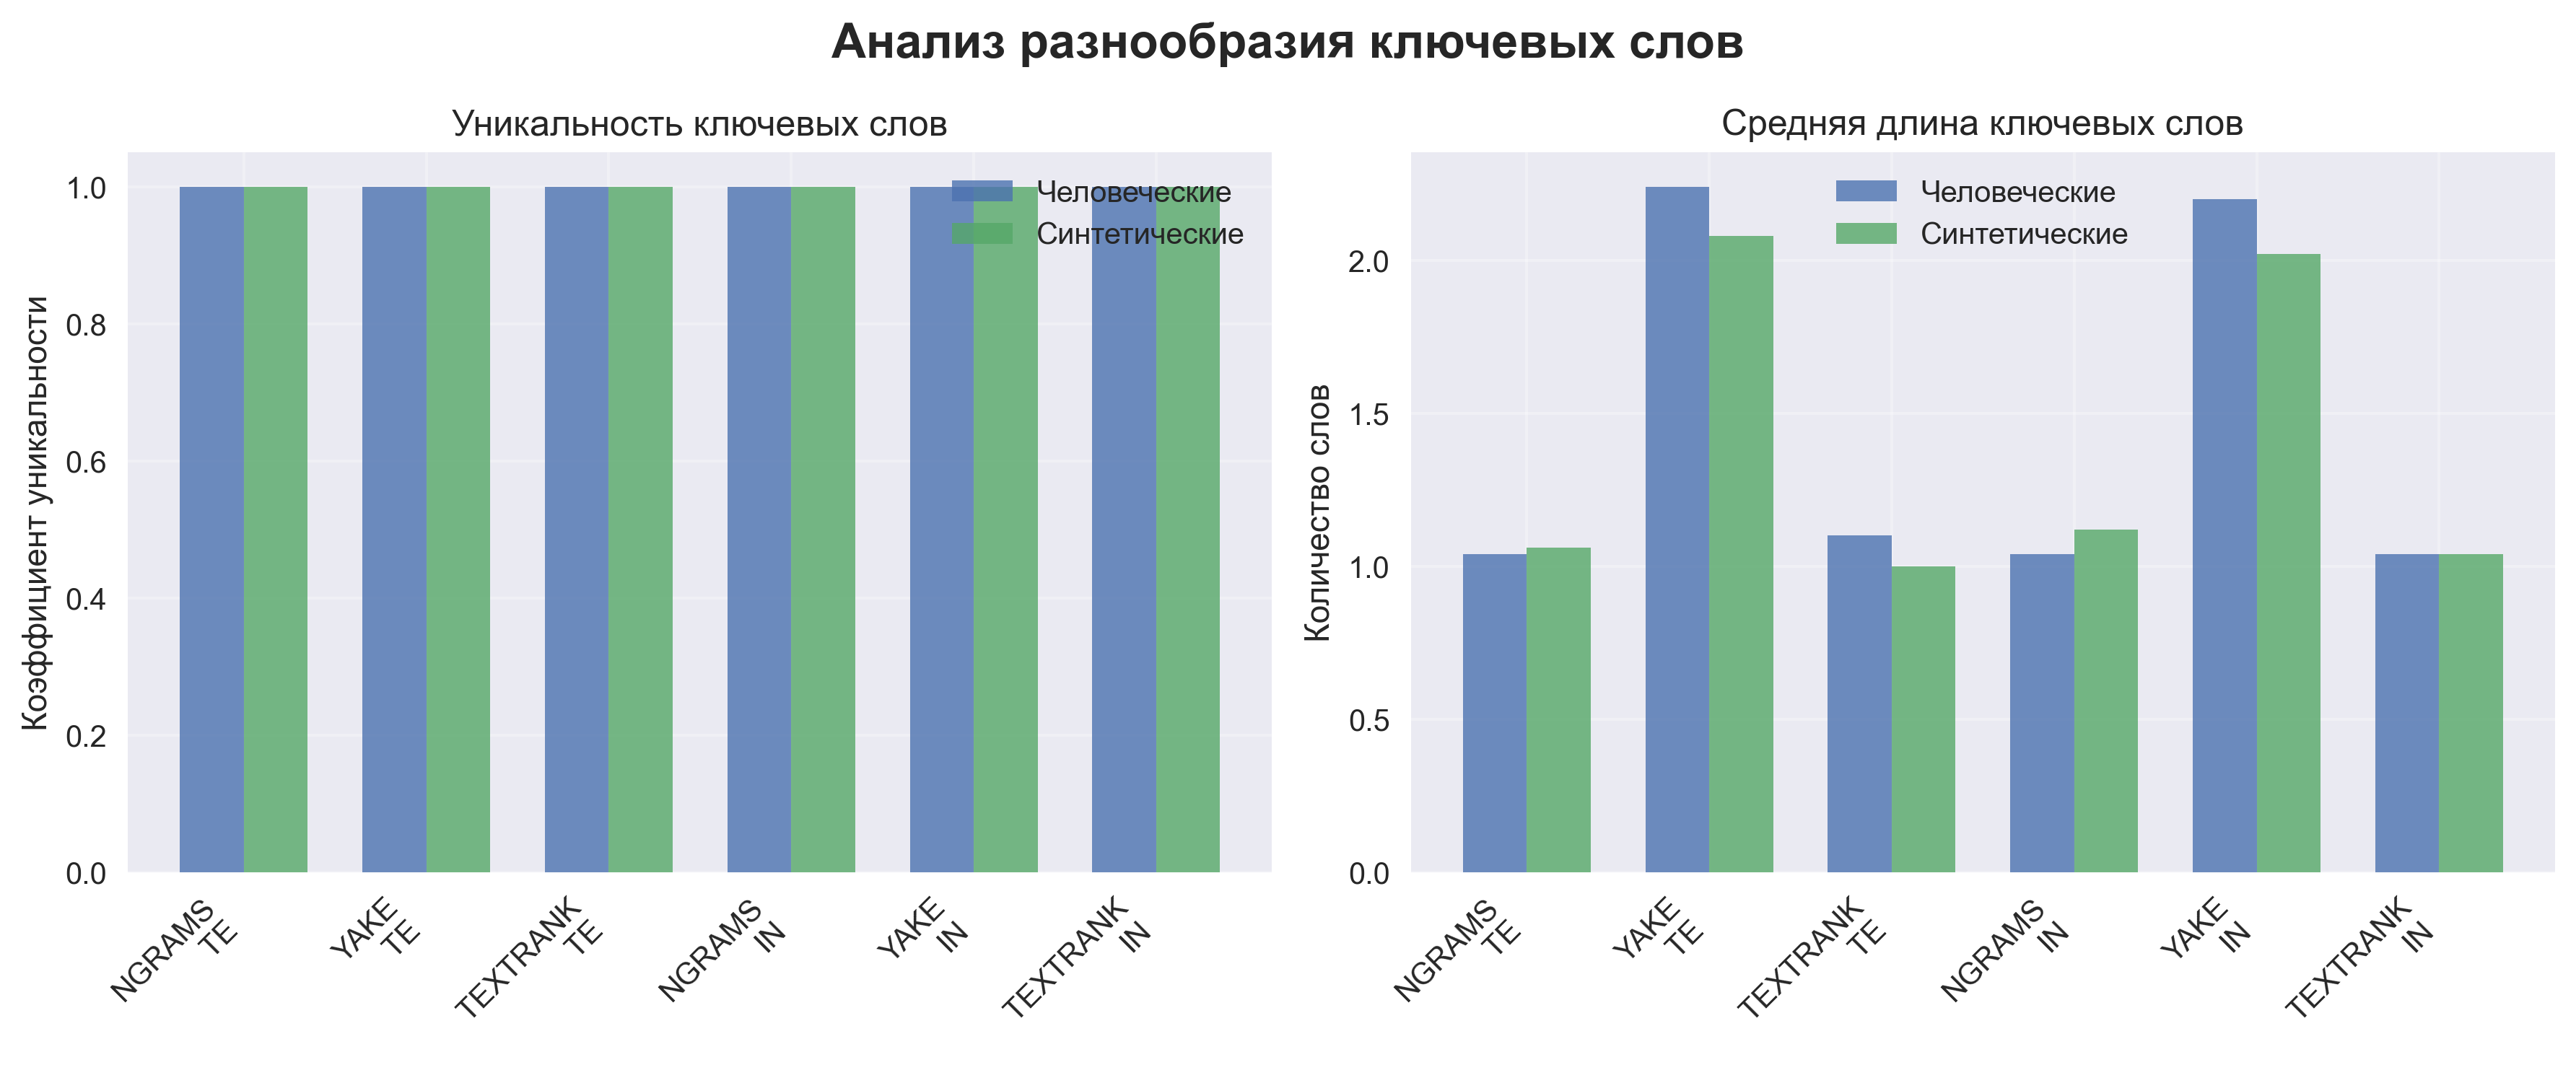 Анализ разнообразия ключевых слов
Уникальность ключевых слов
Коэффициент уникальности
1.0
0.8
0.6
0.4
0.2
0.0
Человеческие
Синтетические
NGRAMS
TE
YAKE
TE
TEXTRANK
TE
NGRAMS
IN
YAKE
IN
TEXTRANK
IN
Средняя длина ключевых слов
Количество слов
2.0
1.5
1.0
0.5
0.0
Человеческие
Синтетические
NGRAMS
TE
YAKE
TE
TEXTRANK
TE
NGRAMS
IN
YAKE
IN
TEXTRANK
IN